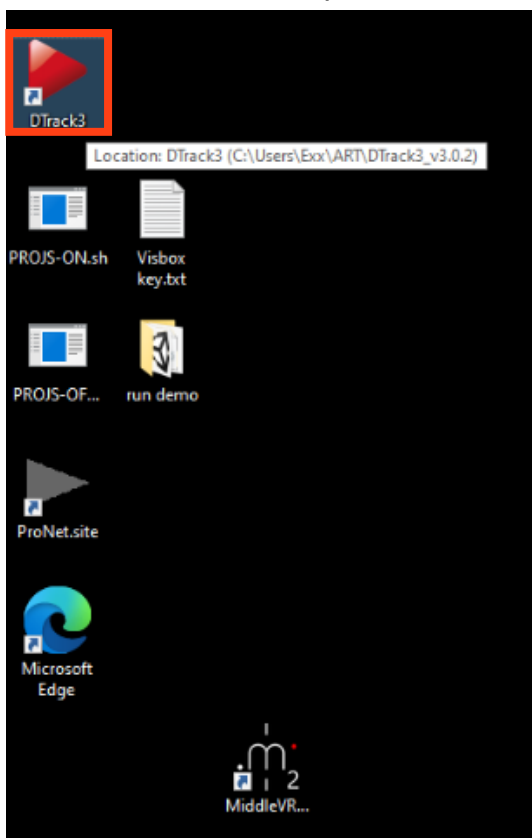 DTrack3
Location: DTrack3 (C:\Users\Exx\ART\DTrack3_v3.0.2)
PROJS-ON.sh
Visbox
key.txt
PROJS-OF...
run demo
ProNet.site
Microsoft
Edge
m
2
MiddleVR...